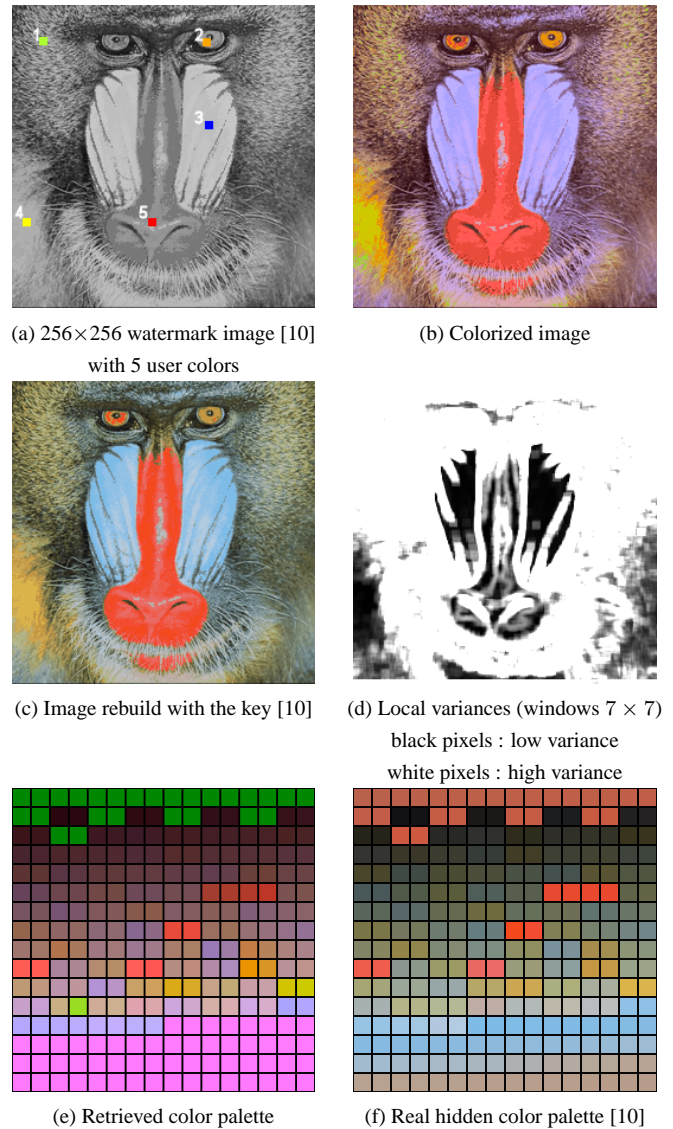 1
2
3
4
5
(a) 256×256 watermark image [10]
with 5 user colors
(b) Colorized image
(c) Image rebuild with the key [10]
(d) Local variances (windows 7 × 7)
black pixels : low variance
white pixels : high variance
(e) Retrieved color palette
(f) Real hidden color palette [10]